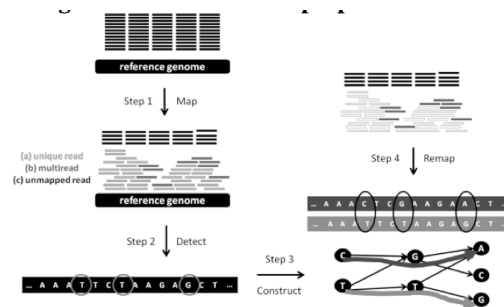 reference genome
Step 1 Map
(a) unique read
(b) multiread
(c) unmapped read
reference genome
Step 2 Detect
... A A A T T C T A A G A G C T ...
Step 3
Construct
Step 4 Remap
... A A A C T C G A A G A A C T ...
... A A A T T C T A A G A G C T ...
C G A
C
T T G